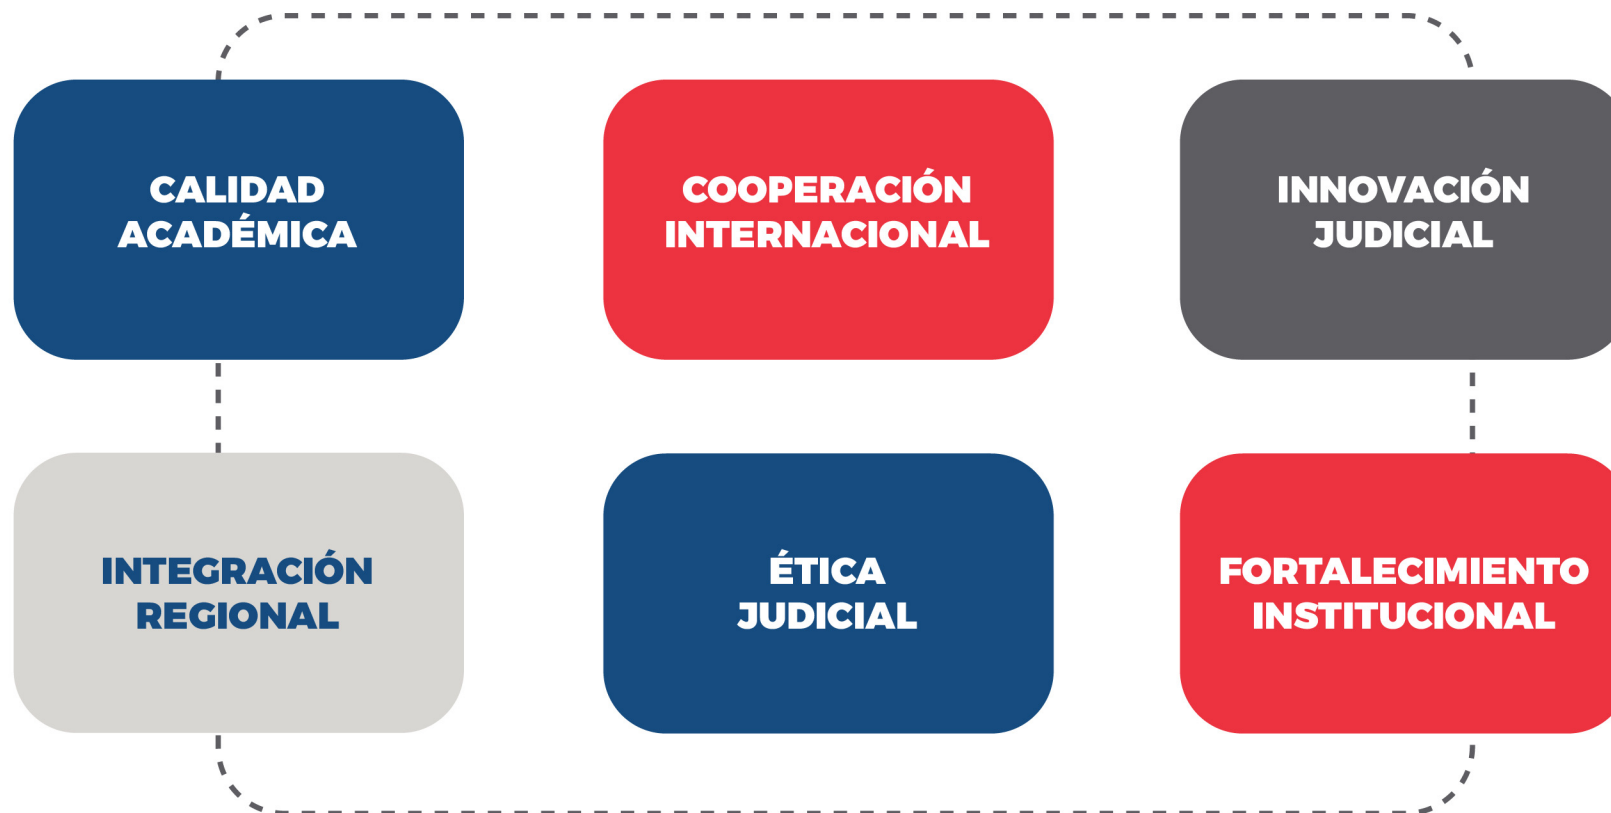 CALIDAD
ACADÉMICA
COOPERACIÓN
INTERNACIONAL
INNOVACIÓN
JUDICIAL
INTEGRACIÓN
REGIONAL
ÉTICA
JUDICIAL
FORTALECIMIENTO
INSTITUCIONAL